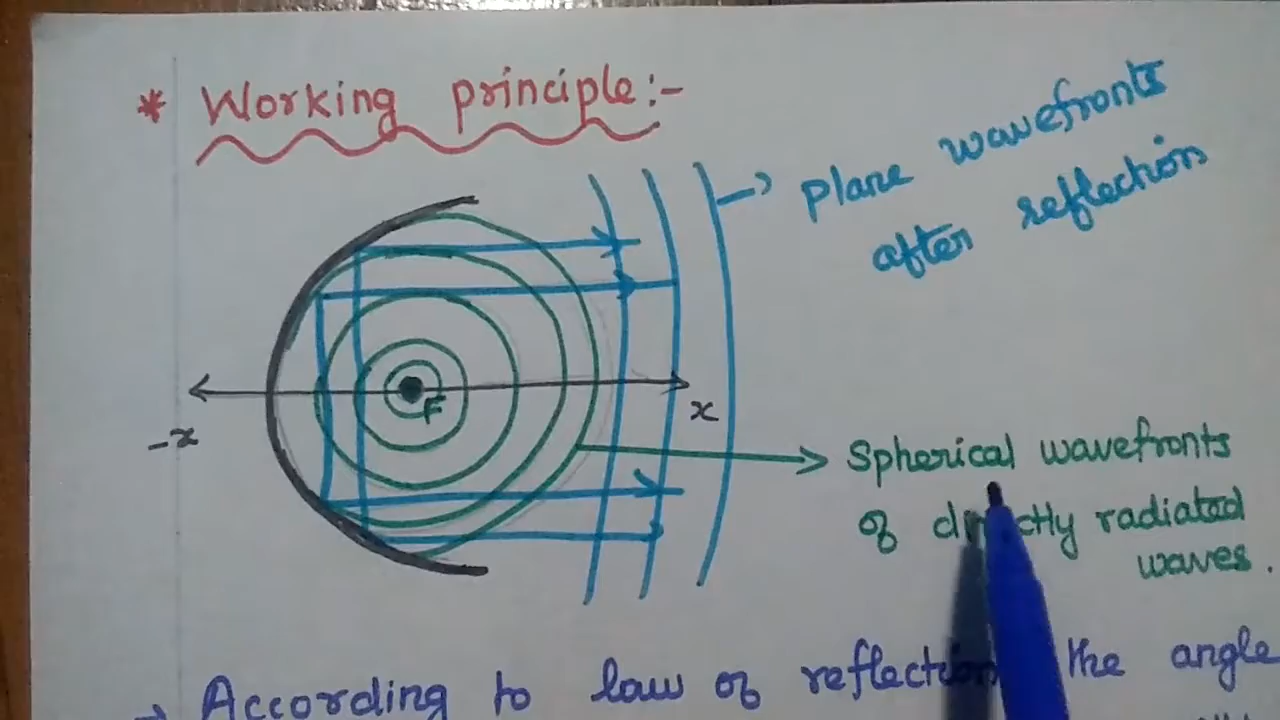 * Working principle:-
plane wavefronts
after reflection
F
x
-x
Spherical wavefronts
of directly radiated
waves.
→ According to law of reflection the angle